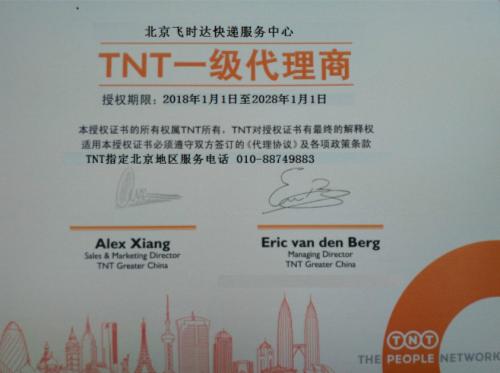 北京飞时达快递服务中心
TNT一级代理商
授权期限：2018年1月1日至2028年1月1日
本授权证书的所有权属TNT所有，TNT对授权证书有最终的解释权
适用本授权证书必须遵守双方签订的《代理协议》及各项政策条款
TNT指定北京地区服务电话 010-88749883
Alex Xiang
Sales & Marketing Director
TNT Greater China
Eric van den Berg
Managing Director
TNT Greater China
TNT
THE PEOPLE NETWORK